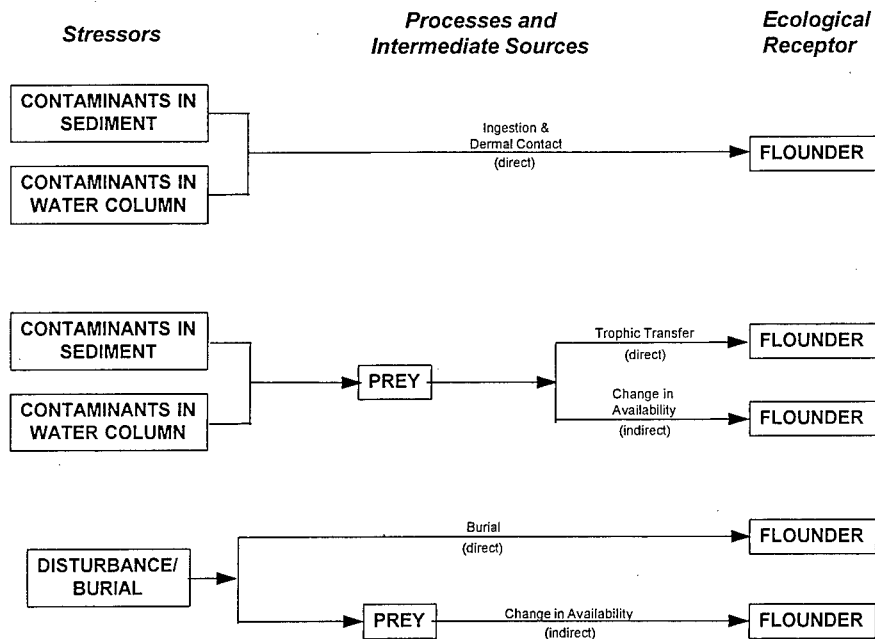 Stressors
Processes and
Intermediate Sources
Ecological
Receptor
CONTAMINANTS IN
SEDIMENT
CONTAMINANTS IN
WATER COLUMN
Ingestion &
Dermal Contact
(direct)
FLOUNDER
CONTAMINANTS IN
SEDIMENT
CONTAMINANTS IN
WATER COLUMN
PREY
Trophic Transfer
(direct)
FLOUNDER
Change in
Availability
(indirect)
FLOUNDER
DISTURBANCE/
BURIAL
Burial
(direct)
FLOUNDER
PREY
Change in Availability
(indirect)
FLOUNDER